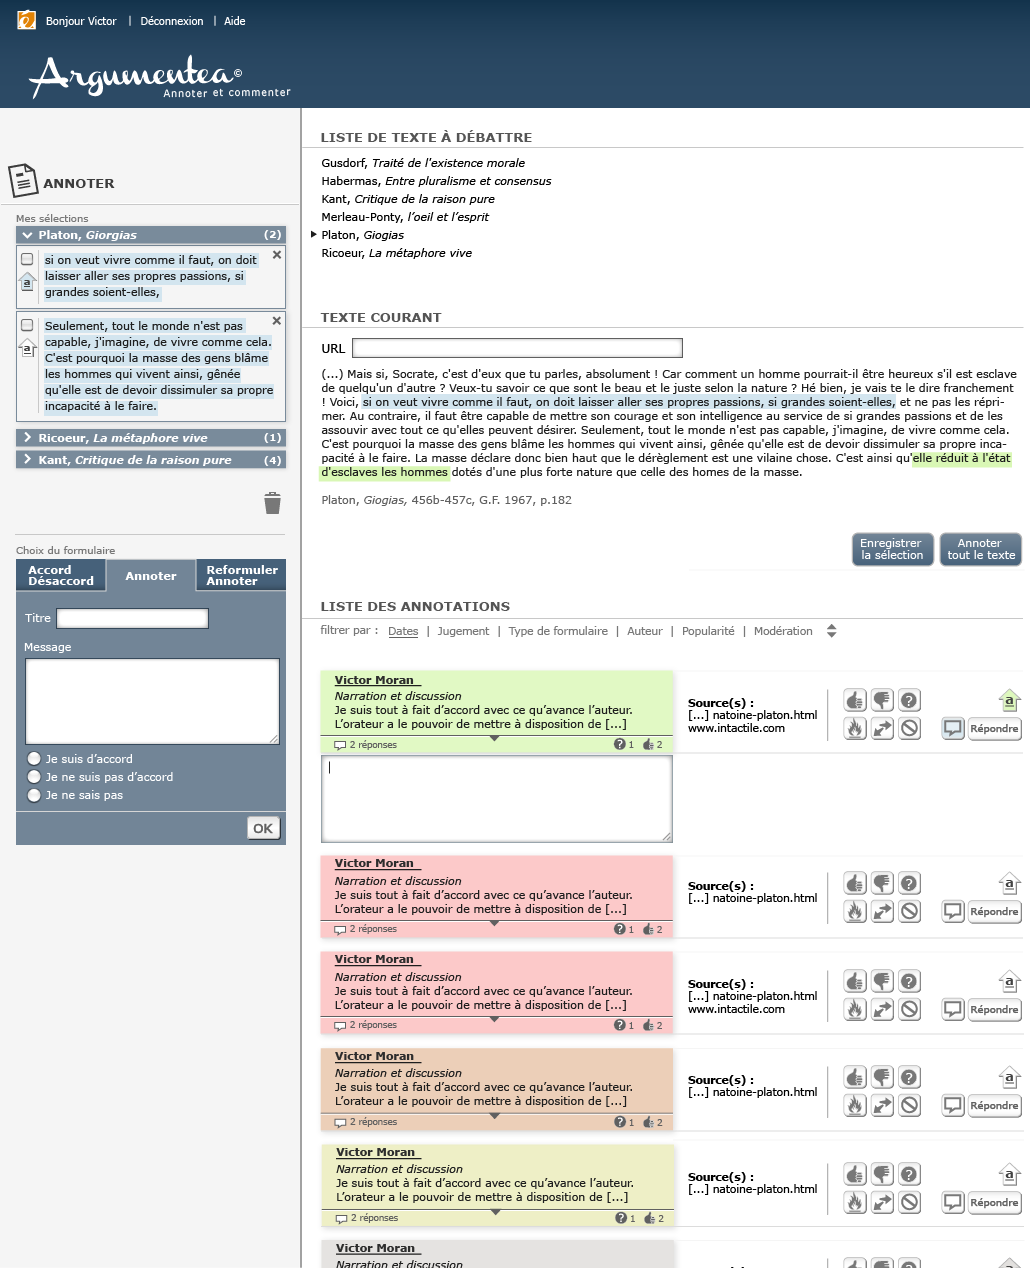 Bonjour Victor | Déconnexion | Aide
Argumentea©
Annoter et commenter
ANNOTER
Mes sélections
Platon, Giorgias (2)
si on veut vivre comme il faut, on doit
laisser aller ses propres passions, si
grandes soient-elles,
a
Seulement, tout le monde n'est pas
capable, j'imagine, de vivre comme cela.
C'est pourquoi la masse des gens blâme
les hommes qui vivent ainsi, gênée
qu'elle est de devoir dissimuler sa propre
incapacité à le faire.
a
Ricoeur, La métaphore vive (1)
Kant, Critique de la raison pure (4)
Choix du formulaire
Accord
Désaccord
Annoter
Reformuler
Annoter
Titre
Message
Je suis d'accord
Je ne suis pas d'accord
Je ne sais pas
OK
LISTE DE TEXTE À DÉBATTRE
Gusdorf, Traité de l'existence morale
Habermas, Entre pluralisme et consensus
Kant, Critique de la raison pure
Merleau-Ponty, l'oeil et l'esprit
Platon, Giogias
Ricoeur, La métaphore vive
TEXTE COURANT
URL
(...) Mais si, Socrate, c'est d'eux que tu parles, absolument ! Car comment un homme pourrait-il être heureux s'il est esclave
de quelqu'un d'autre ? Veux-tu savoir ce que sont le beau et le juste selon la nature ? Hé bien, je vais te le dire franchement
! Voici, si on veut vivre comme il faut, on doit laisser aller ses propres passions, si grandes soient-elles, et ne pas les répri-
mer. Au contraire, il faut être capable de mettre son courage et son intelligence au service de si grandes passions et de les
assouvir avec tout ce qu'elles peuvent désirer. Seulement, tout le monde n'est pas capable, j'imagine, de vivre comme cela.
C'est pourquoi la masse des gens blâme les hommes qui vivent ainsi, gênée qu'elle est de devoir dissimuler sa propre inca-
pacité à le faire. La masse déclare donc bien haut que le dérèglement est une vilaine chose. C'est ainsi qu'elle réduit à l'état
d'esclaves les hommes dotés d'une plus forte nature que celle des homes de la masse.
Platon, Giogias, 456b-457c, G.F. 1967, p.182
Enregistrer
la sélection
Annoter
tout le texte
LISTE DES ANNOTATIONS
filtrer par : Dates | Jugement | Type de formulaire | Auteur | Popularité | Modération
Victor Moran
Narration et discussion
Je suis tout à fait d'accord avec ce qu'avance l'auteur.
L'orateur a le pouvoir de mettre à disposition de [...]
2 réponses ? 1 2
Source(s) :
[...] natoine-platon.html
www.intactile.com
?
a
Répondre
Victor Moran
Narration et discussion
Je suis tout à fait d'accord avec ce qu'avance l'auteur.
L'orateur a le pouvoir de mettre à disposition de [...]
2 réponses ? 1 2
Source(s) :
[...] natoine-platon.html
?
a
Répondre
Victor Moran
Narration et discussion
Je suis tout à fait d'accord avec ce qu'avance l'auteur.
L'orateur a le pouvoir de mettre à disposition de [...]
2 réponses ? 1 2
Source(s) :
[...] natoine-platon.html
www.intactile.com
?
a
Répondre
Victor Moran
Narration et discussion
Je suis tout à fait d'accord avec ce qu'avance l'auteur.
L'orateur a le pouvoir de mettre à disposition de [...]
2 réponses ? 1 2
Source(s) :
[...] natoine-platon.html
?
a
Répondre
Victor Moran
Narration et discussion
Je suis tout à fait d'accord avec ce qu'avance l'auteur.
L'orateur a le pouvoir de mettre à disposition de [...]
2 réponses ? 1 2
Source(s) :
[...] natoine-platon.html
?
a
Répondre
Victor Moran
Narration et discussion